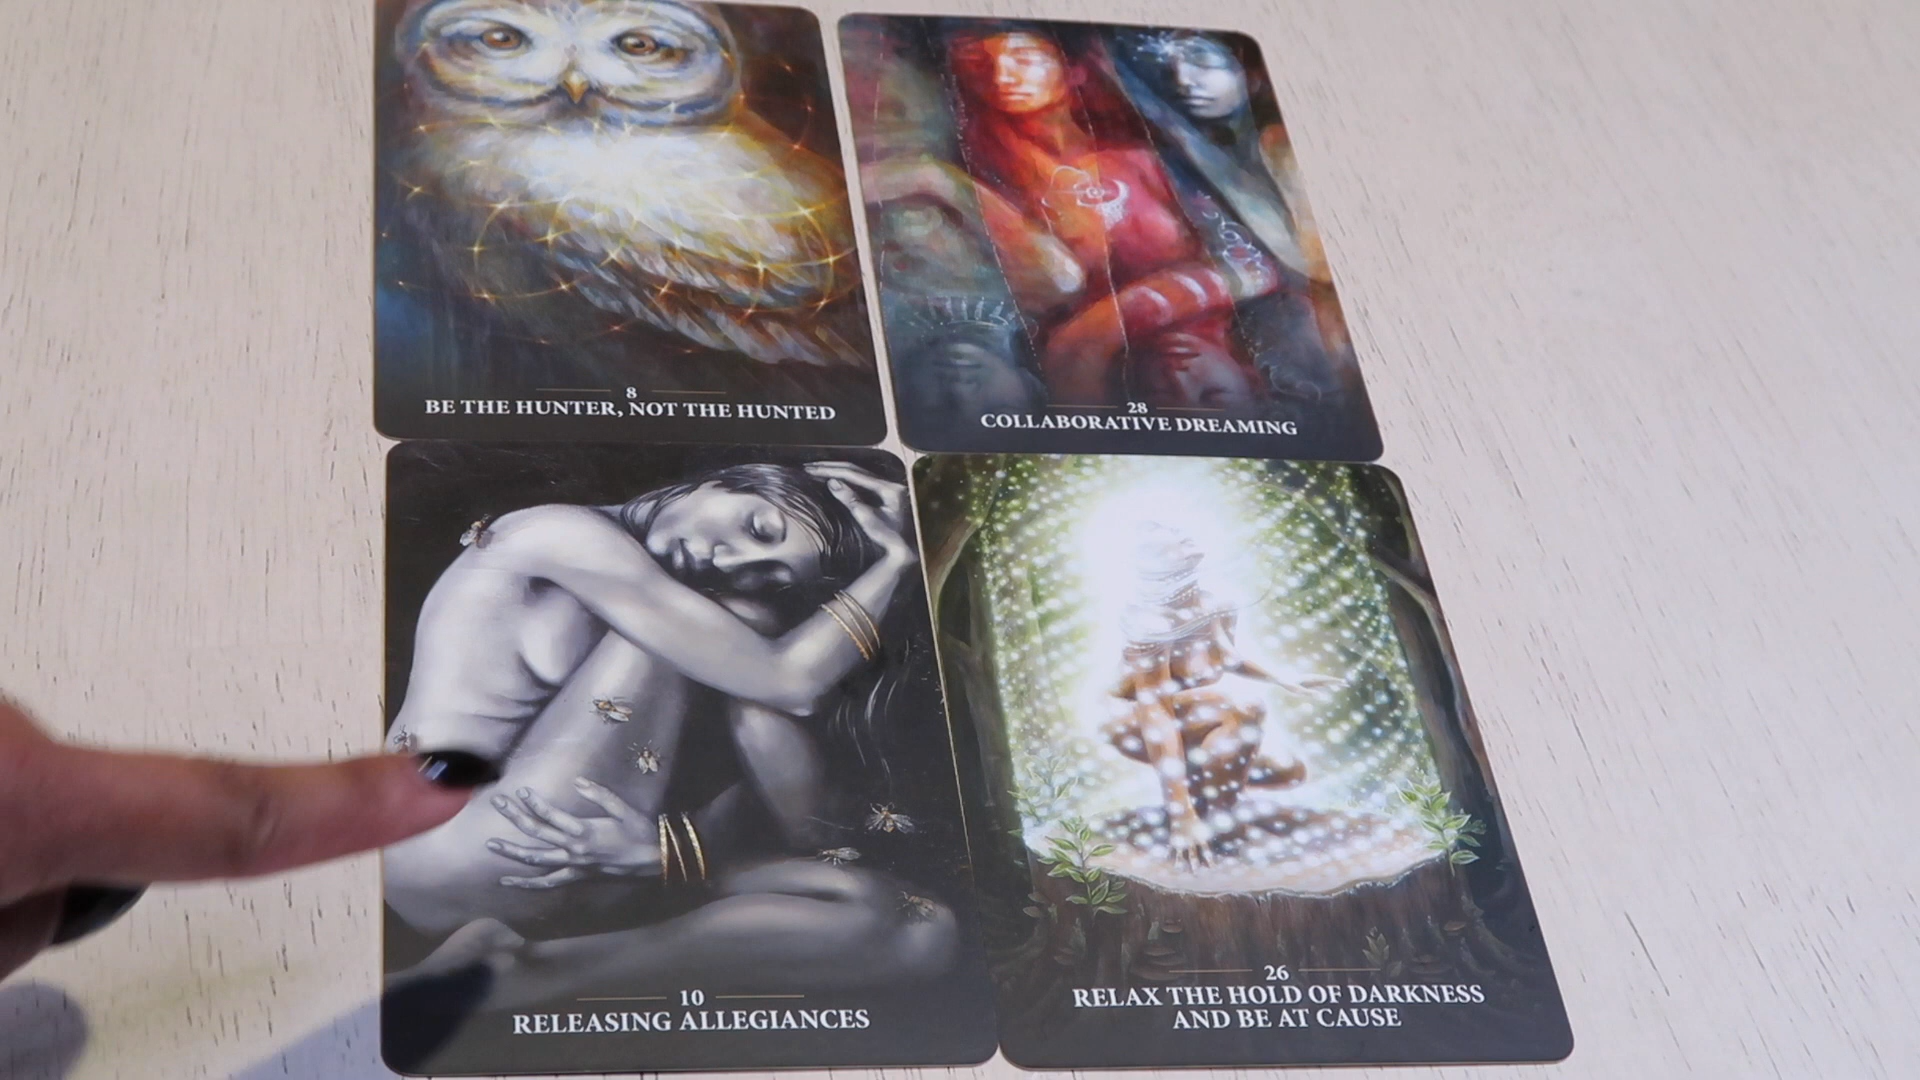 8
BE THE HUNTER, NOT THE HUNTED
28
COLLABORATIVE DREAMING
10
RELEASING ALLEGIANCES
26
RELAX THE HOLD OF DARKNESS
AND BE AT CAUSE